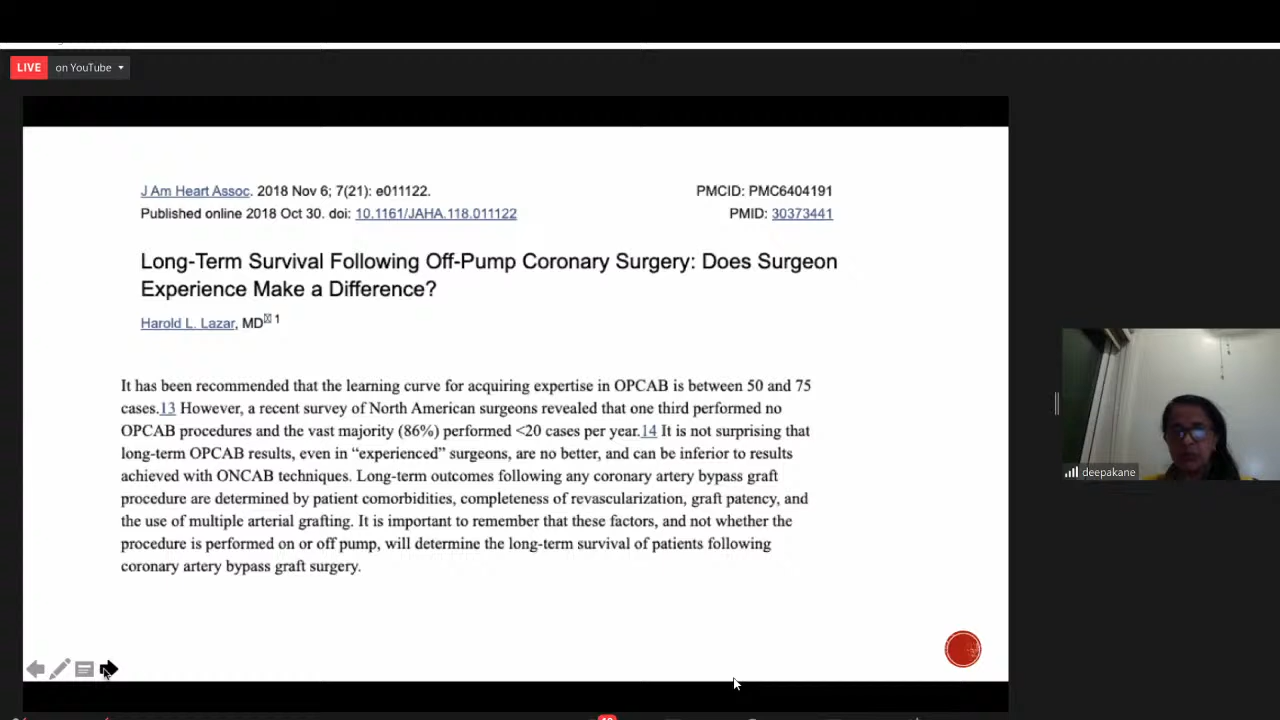 LIVE on YouTube
J Am Heart Assoc. 2018 Nov 6; 7(21): e011122.
PMCID: PMC6404191
Published online 2018 Oct 30. doi: 10.1161/JAHA.118.011122
PMID: 30373441
Long-Term Survival Following Off-Pump Coronary Surgery: Does Surgeon
Experience Make a Difference?
Harold L. Lazar, MD 1
It has been recommended that the learning curve for acquiring expertise in OPCAB is between 50 and 75
cases.13 However, a recent survey of North American surgeons revealed that one third performed no
OPCAB procedures and the vast majority (86%) performed <20 cases per year.14 It is not surprising that
long-term OPCAB results, even in “experienced” surgeons, are no better, and can be inferior to results
achieved with ONCAB techniques. Long-term outcomes following any coronary artery bypass graft
procedure are determined by patient comorbidities, completeness of revascularization, graft patency, and
the use of multiple arterial grafting. It is important to remember that these factors, and not whether the
procedure is performed on or off pump, will determine the long-term survival of patients following
coronary artery bypass graft surgery.
deepakane